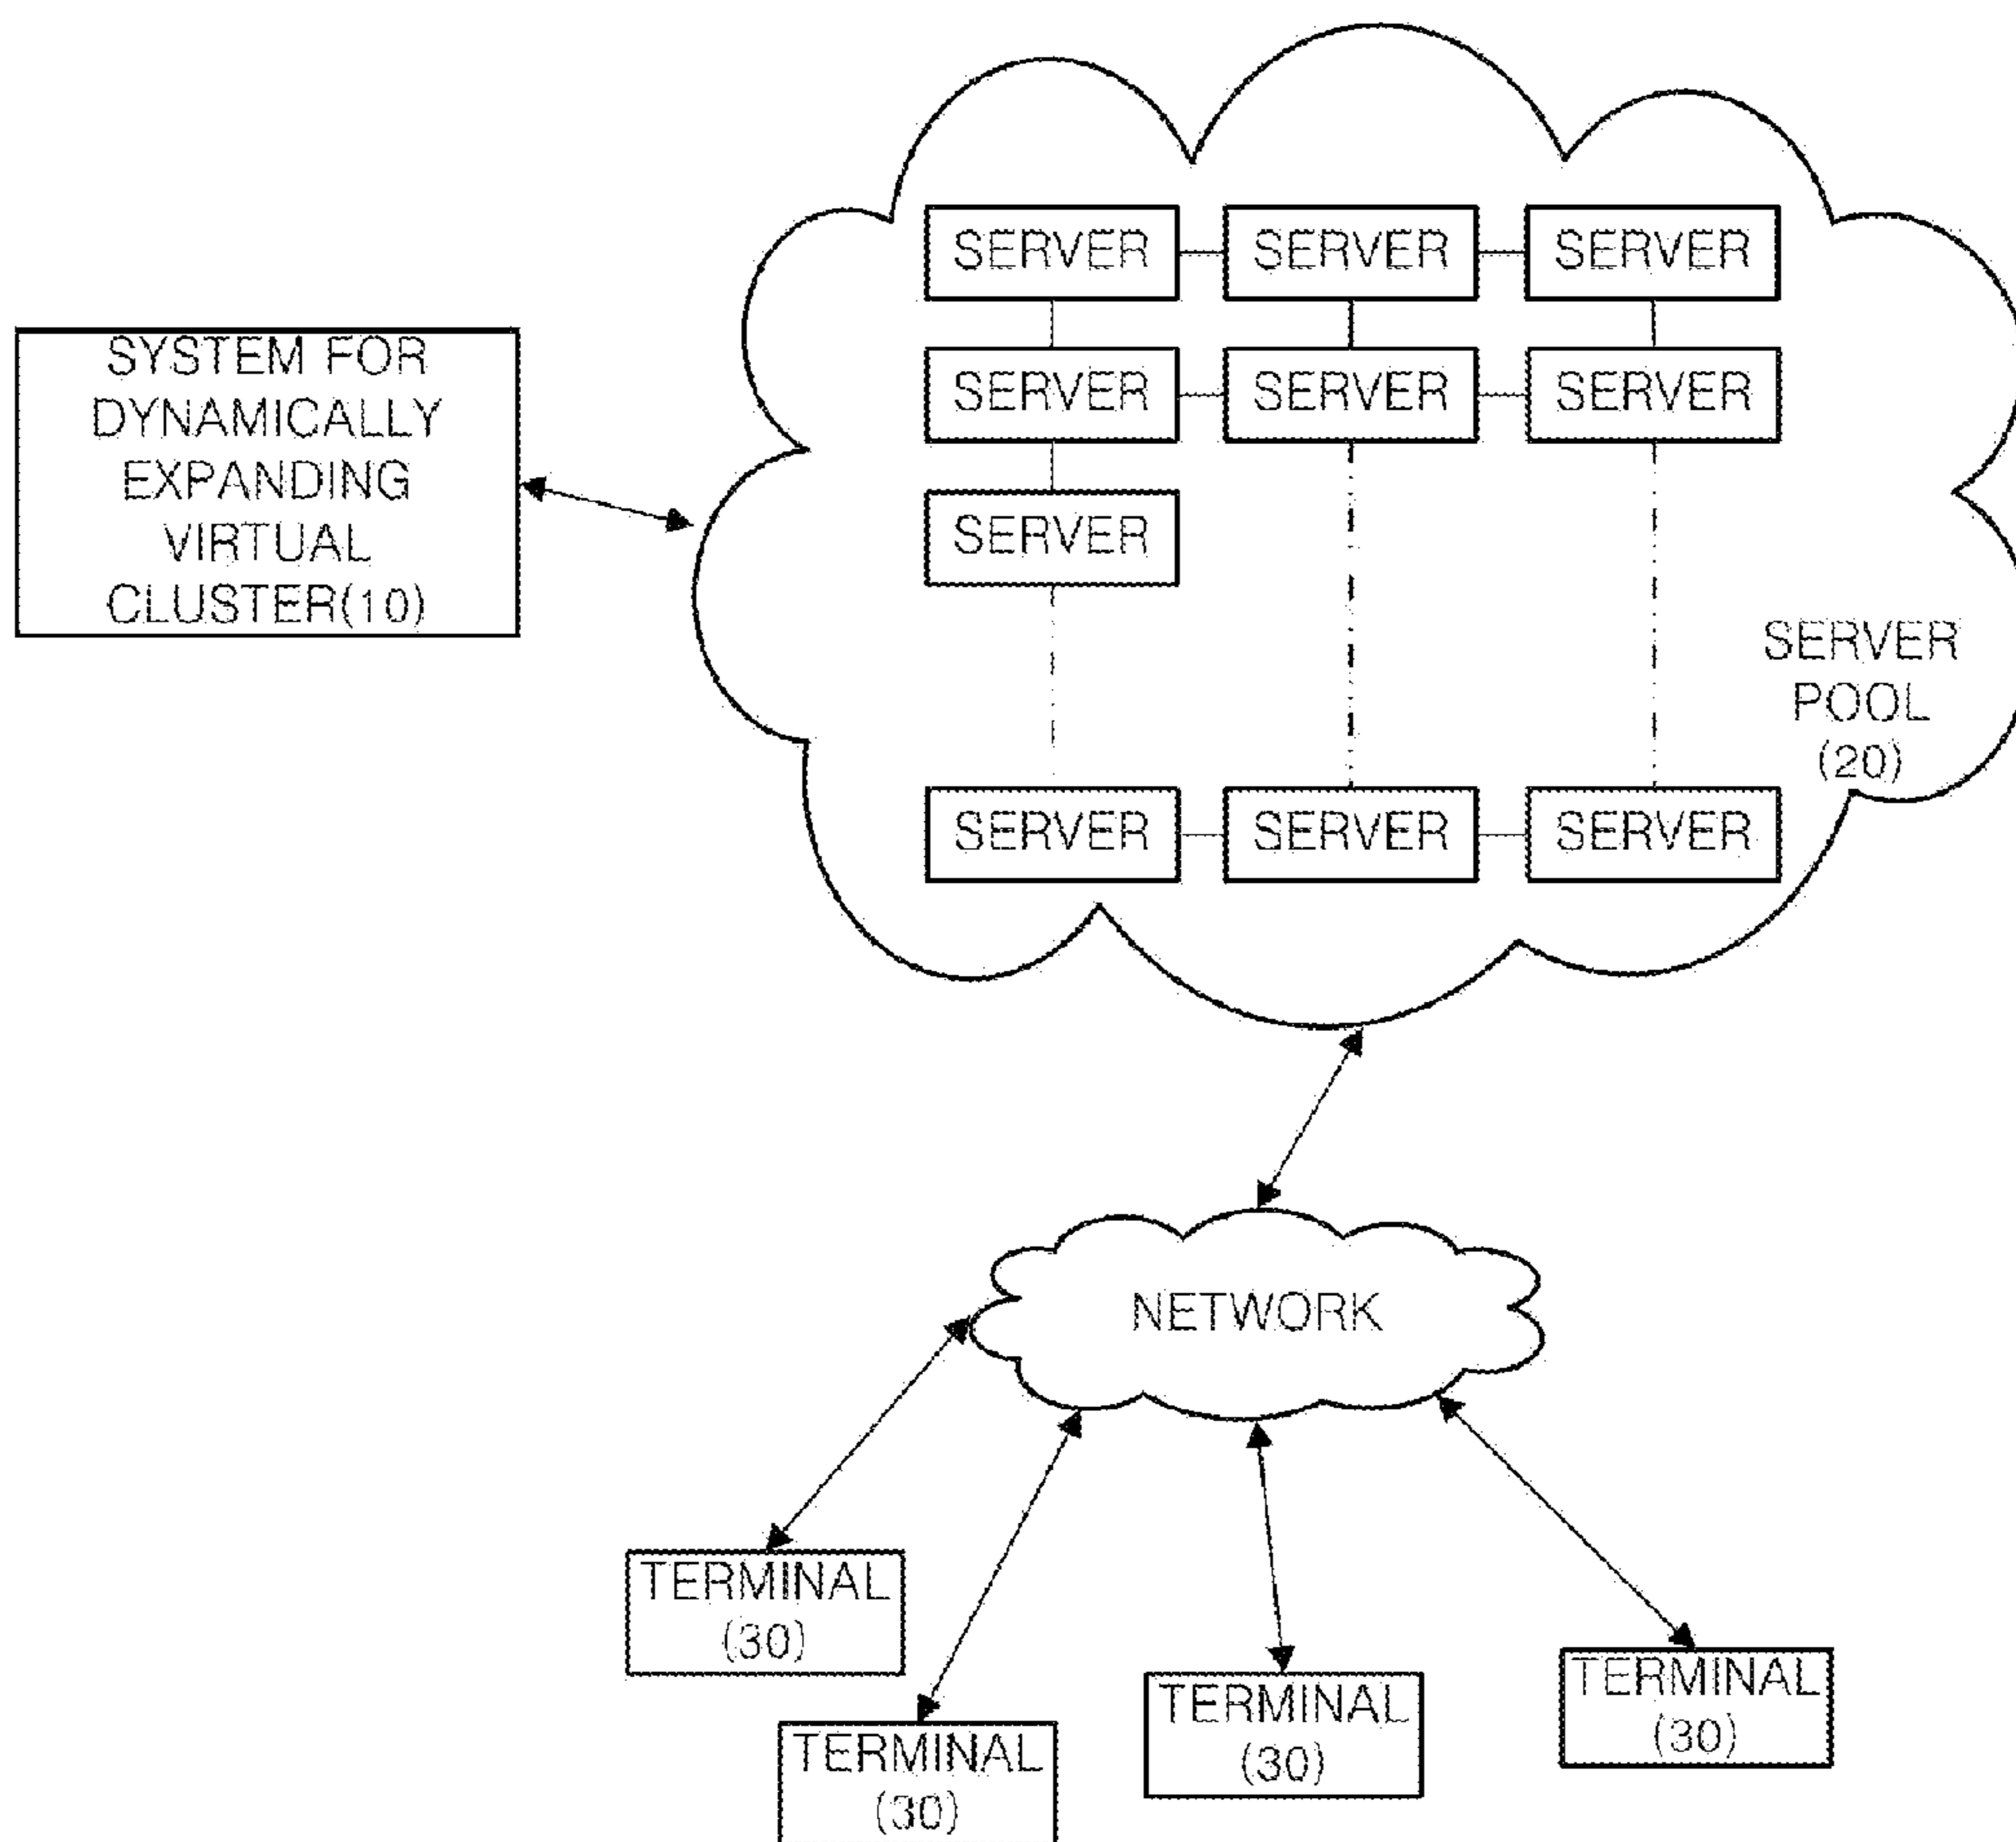 SERVER SERVER SERVER
SYSTEM FOR
DYNAMICALLY
EXPANDING
VIRTUAL
CLUSTER(10)
SERVER SERVER SERVER
SERVER
SERVER
POOL
(20)
SERVER SERVER SERVER
NETWORK
TERMINAL
(30)
TERMINAL
(30)
TERMINAL
(30)
TERMINAL
(30)